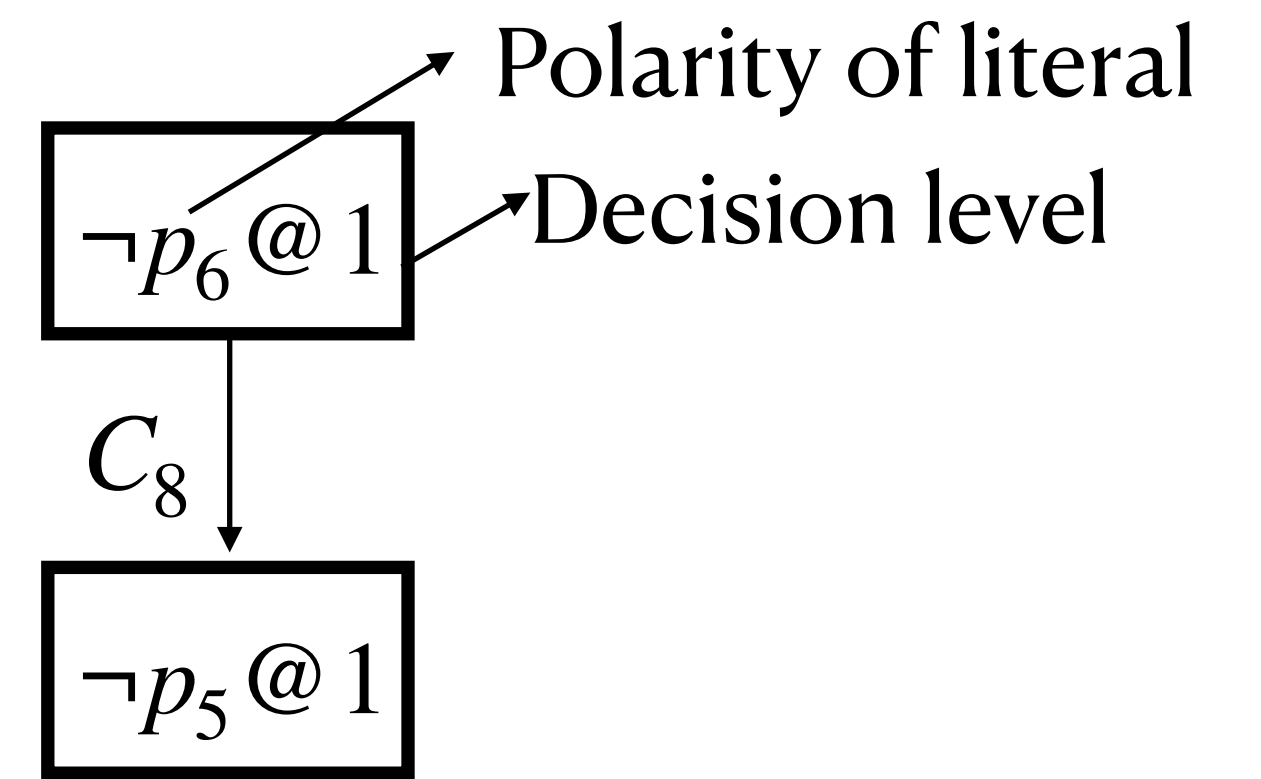 Polarity of literal
Decision level
¬p₆@1
C₈
¬p₅@1